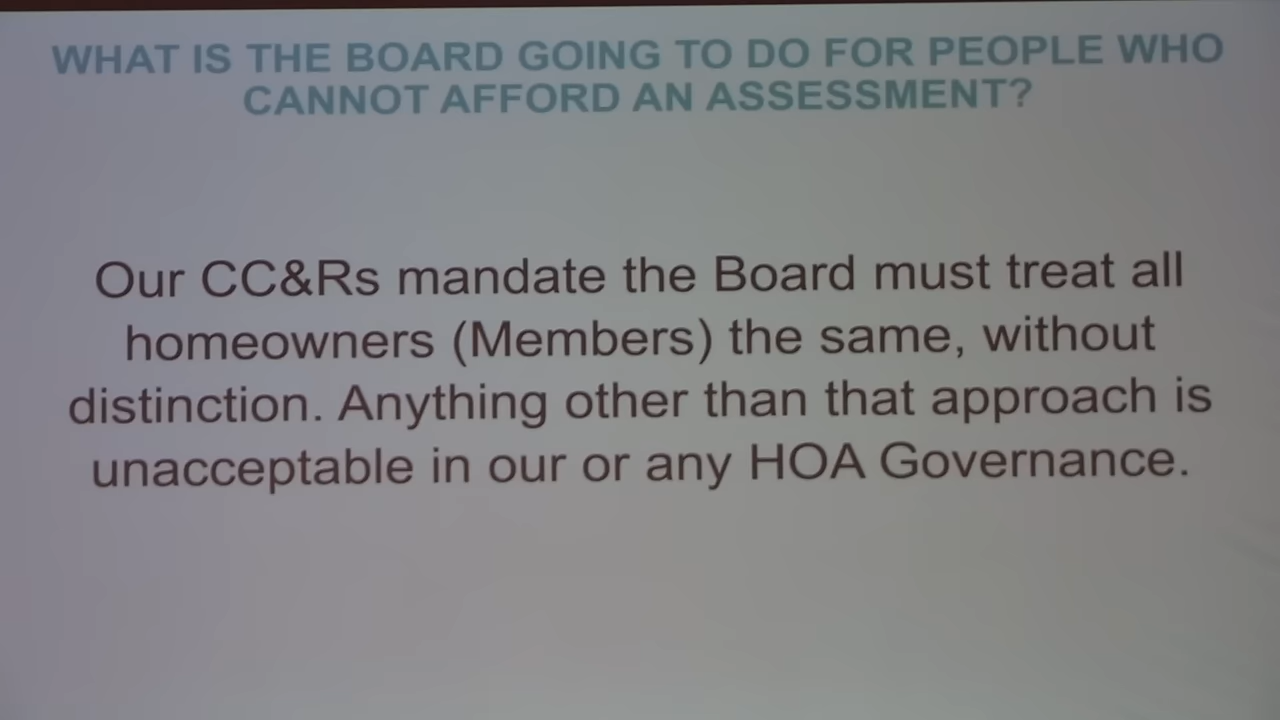 WHAT IS THE BOARD GOING TO DO FOR PEOPLE WHO
CANNOT AFFORD AN ASSESSMENT?
Our CC&Rs mandate the Board must treat all
homeowners (Members) the same, without
distinction. Anything other than that approach is
unacceptable in our or any HOA Governance.